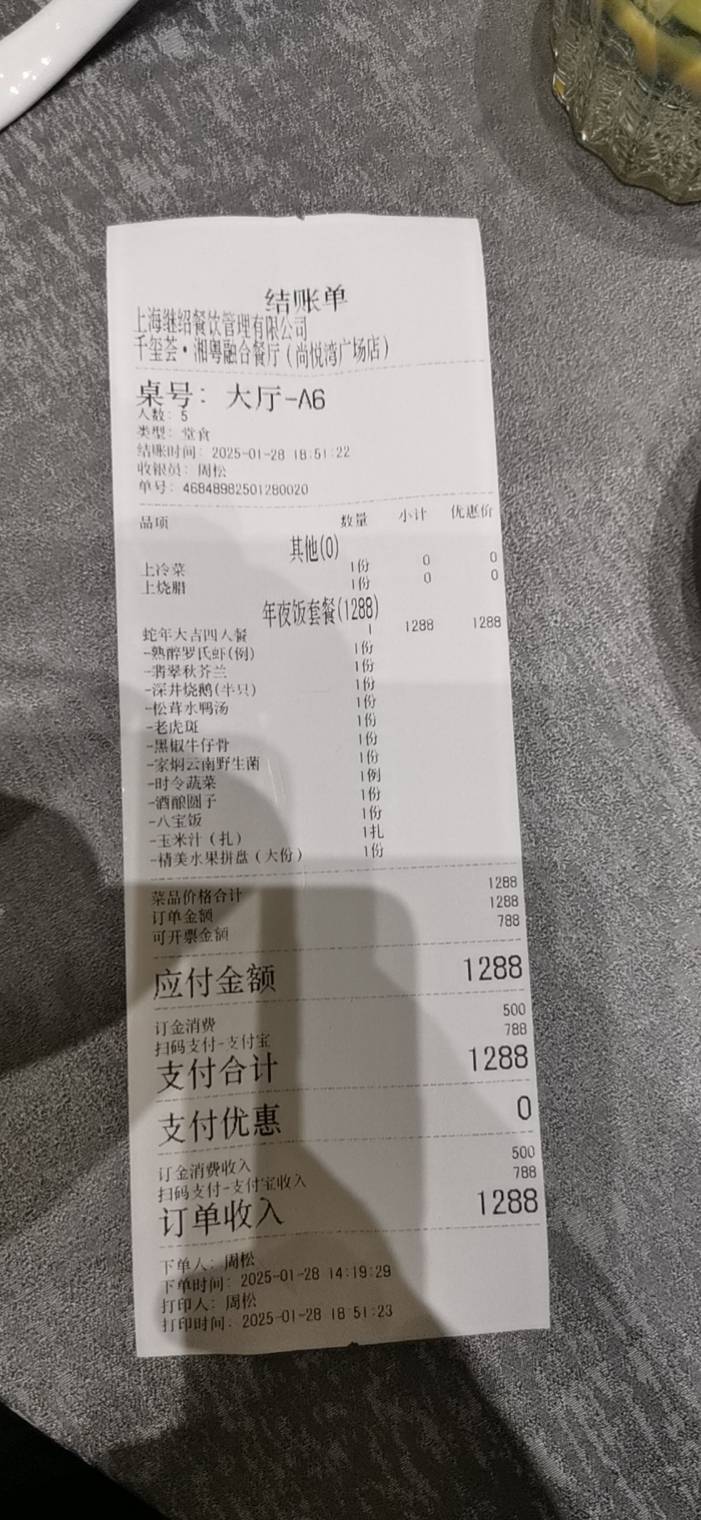 结账单
上海继绍餐饮管理有限公司
千玺荟·湘粤融合餐厅(尚悦湾广场店)
桌号: 大厅-A6
人数: 5
类型: 堂食
结账时间: 2025-01-28 18:51:22
收银员: 周松
单号: 46848982501280020
品项 数量 小计 优惠价
其他(0)
上冷菜 1份 0 0
上烧腊 1份 0 0
年夜饭套餐(1288)
蛇年大吉四人餐 1 1288 1288
-熟醉罗氏虾(例) 1份
-翡翠秋芥兰 1份
-深井烧鹅(半只) 1份
-松茸水鸭汤 1份
-老虎斑 1份
-黑椒牛仔骨 1份
-家焖云南野生菌 1份
-时令蔬菜 1例
-酒酿圆子 1份
-八宝饭 1份
-玉米汁(扎) 1扎
-精美水果拼盘(大份) 1份
菜品价格合计 1288
订单金额 1288
可开票金额 788
应付金额 1288
订金消费 500
扫码支付-支付宝 788
支付合计 1288
支付优惠 0
订金消费收入 500
扫码支付-支付宝收入 788
订单收入 1288
下单人: 周松
下单时间: 2025-01-28 14:19:29
打印人: 周松
打印时间: 2025-01-28 18:51:23